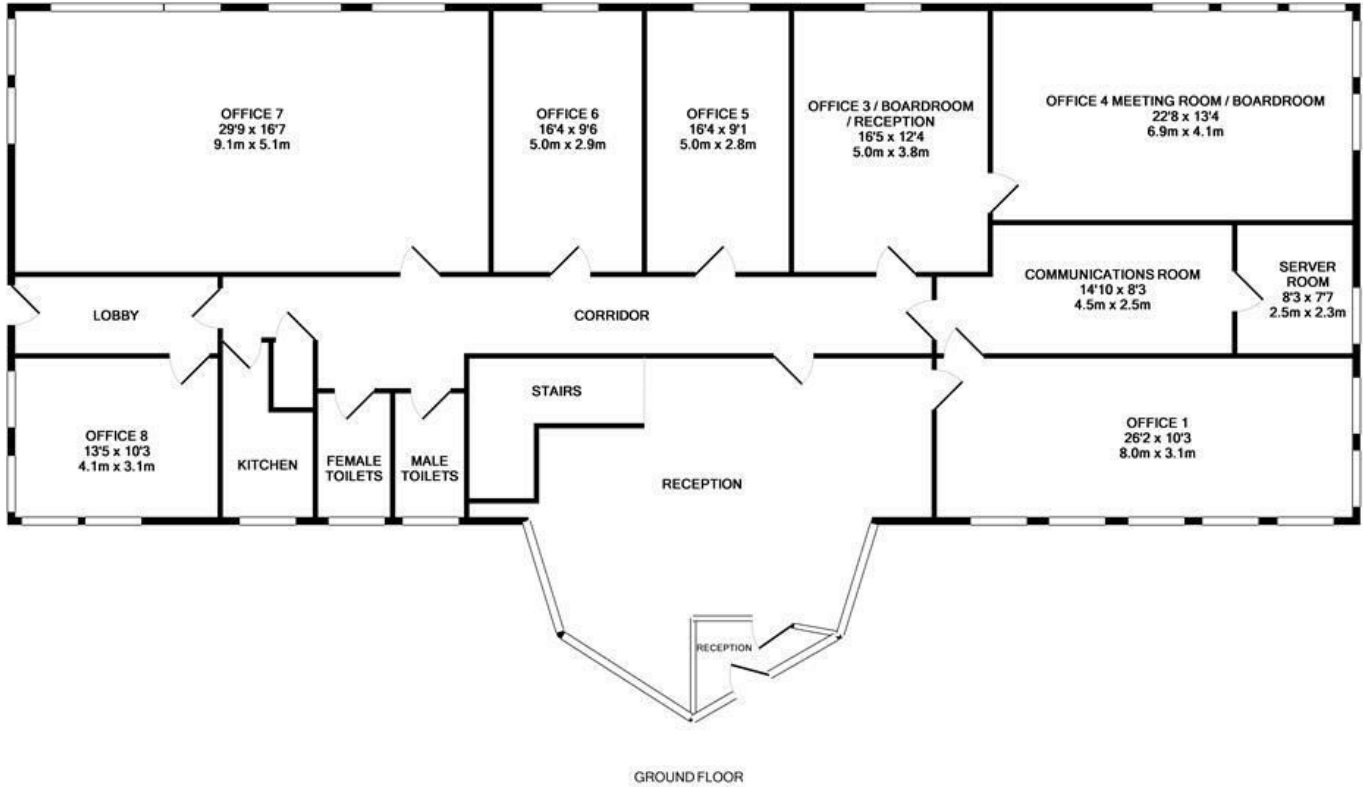 OFFICE 7
29'9 x 16'7
9.1m x 5.1m
OFFICE 6
16'4 x 9'6
5.0m x 2.9m
OFFICE 5
16'4 x 9'1
5.0m x 2.8m
OFFICE 3 / BOARDROOM
/ RECEPTION
16'5 x 12'4
5.0m x 3.8m
OFFICE 4 MEETING ROOM / BOARDROOM
22'8 x 13'4
6.9m x 4.1m
LOBBY
CORRIDOR
COMMUNICATIONS ROOM
14'10 x 8'3
4.5m x 2.5m
SERVER
ROOM
8'3 x 7'7
2.5m x 2.3m
OFFICE 8
13'5 x 10'3
4.1m x 3.1m
KITCHEN
FEMALE
TOILETS
MALE
TOILETS
STAIRS
RECEPTION
OFFICE 1
26'2 x 10'3
8.0m x 3.1m
RECEPTION
GROUND FLOOR